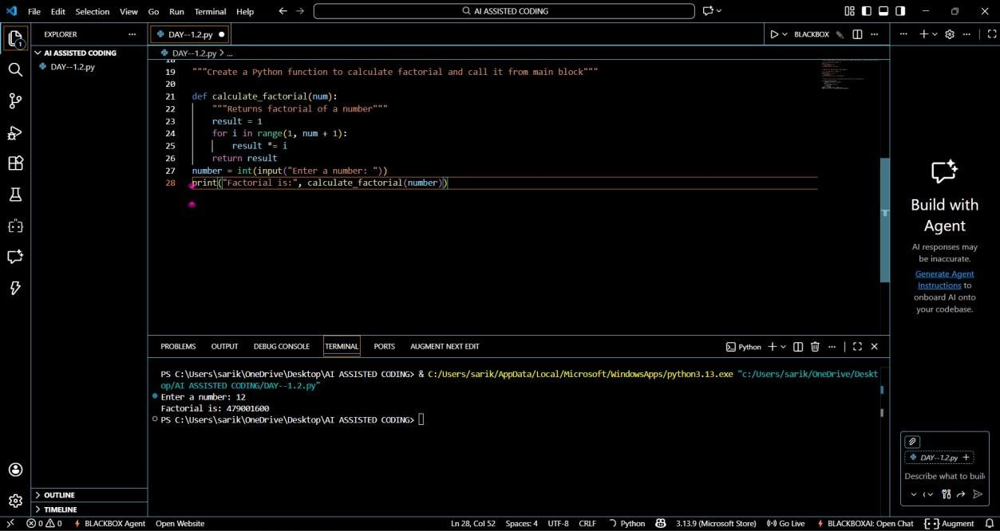 File Edit Selection View Go Run Terminal Help
AI ASSISTED CODING
EXPLORER
AI ASSISTED CODING
DAY--1.2.py
1
DAY--1.2.py
BLACKBOX
DAY--1.2.py > ...
18
19 """Create a Python function to calculate factorial and call it from main block"""
20
21 def calculate_factorial(num):
22     """Returns factorial of a number"""
23     result = 1
24     for i in range(1, num + 1):
25         result *= i
26     return result
27 number = int(input("Enter a number: "))
28 print("Factorial is:", calculate_factorial(number))
Build with
Agent
AI responses may
be inaccurate.
Generate Agent
Instructions to
onboard AI onto
your codebase.
DAY--1.2.py
Describe what to buil
PROBLEMS OUTPUT DEBUG CONSOLE TERMINAL PORTS AUGMENT NEXT EDIT
Python
PS C:\Users\sarik\OneDrive\Desktop\AI ASSISTED CODING> & C:/Users/sarik/AppData/Local/Microsoft/WindowsApps/python3.13.exe "c:/Users/sarik/OneDrive/Deskt
op/AI ASSISTED CODING/DAY--1.2.py"
Enter a number: 12
Factorial is: 479001600
PS C:\Users\sarik\OneDrive\Desktop\AI ASSISTED CODING>
OUTLINE
TIMELINE
0 0 BLACKBOX Agent Open Website Ln 28, Col 52 Spaces: 4 UTF-8 CRLF Python 3.13.9 (Microsoft Store) Go Live BLACKBOXAI: Open Chat Augment